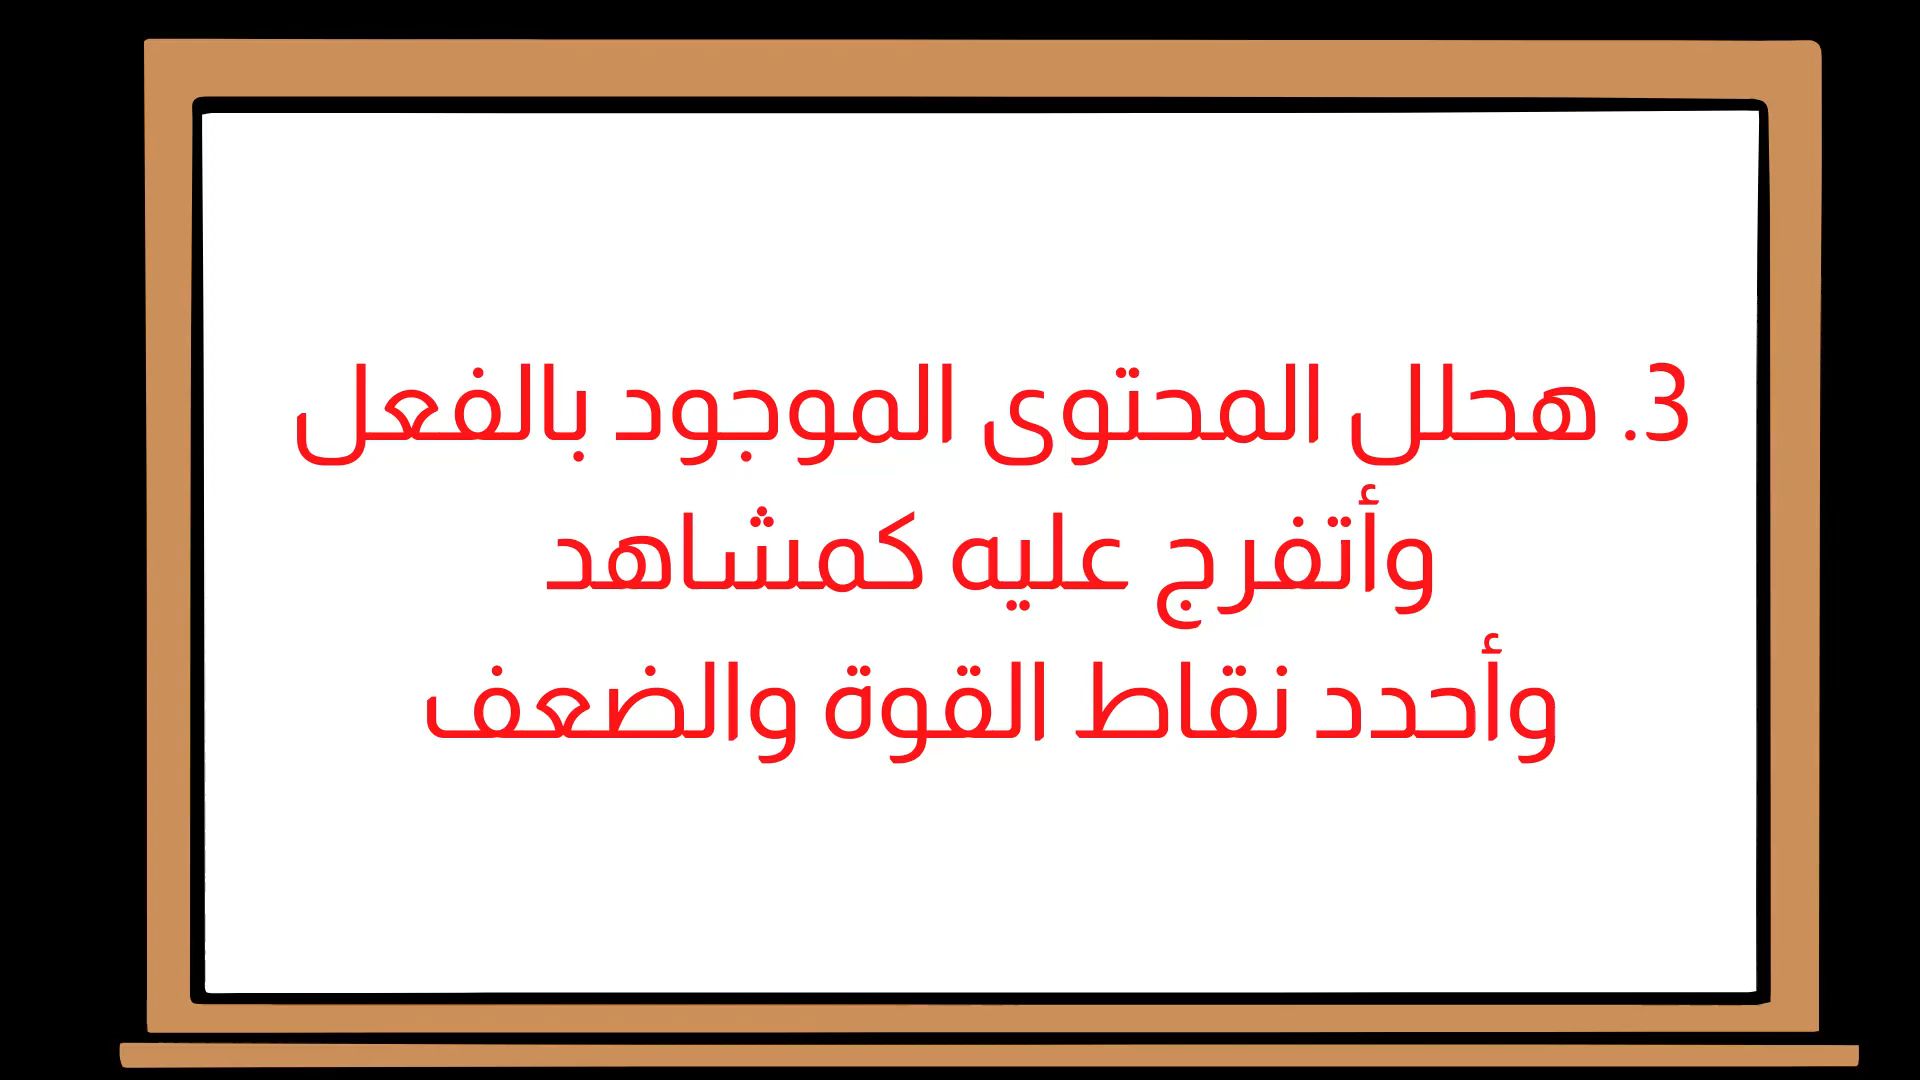 3. هحلل المحتوى الموجود بالفعل
وأتفرج عليه كمشاهد
وأحدد نقاط القوة والضعف